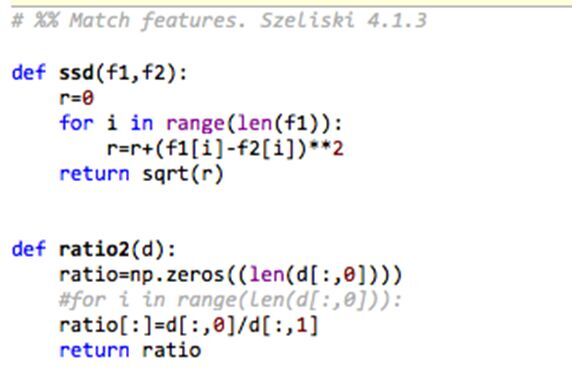 # %% Match features. Szeliski 4.1.3
def ssd(f1,f2):
    r=0
    for i in range(len(f1)):
        r=r+(f1[i]-f2[i])**2
    return sqrt(r)
def ratio2(d):
    ratio=np.zeros((len(d[:,0])))
    #for i in range(len(d[:,0])):
    ratio[:]=d[:,0]/d[:,1]
    return ratio